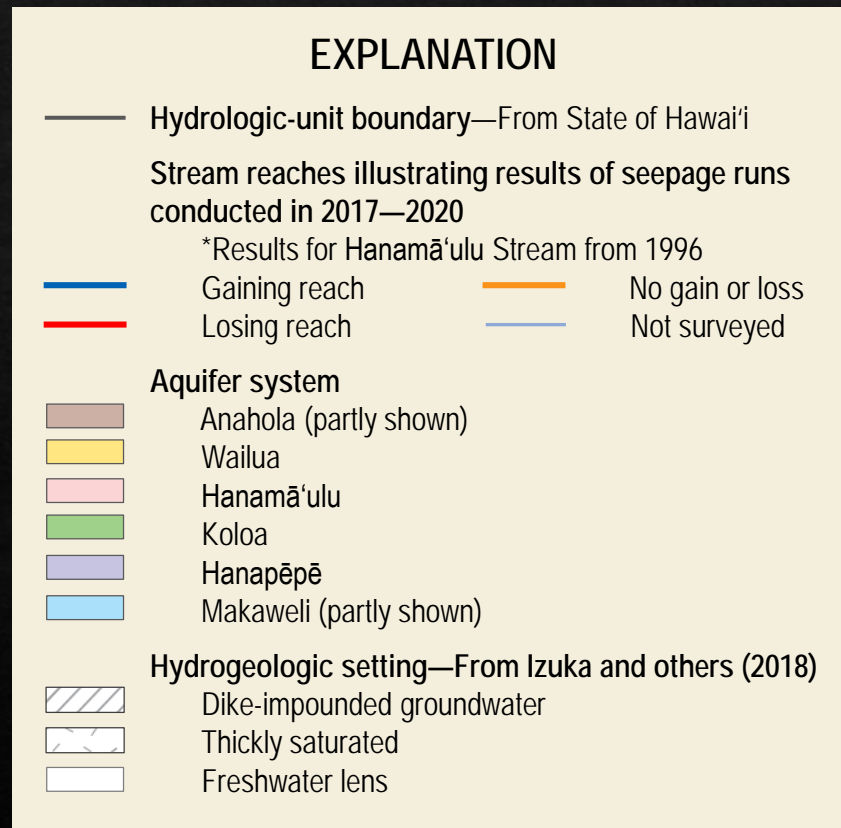 EXPLANATION
Hydrologic-unit boundary—From State of Hawaiʻi
Stream reaches illustrating results of seepage runs
conducted in 2017—2020
*Results for Hanamāʻulu Stream from 1996
Gaining reach No gain or loss
Losing reach Not surveyed
Aquifer system
Anahola (partly shown)
Wailua
Hanamāʻulu
Koloa
Hanapēpē
Makaweli (partly shown)
Hydrogeologic setting—From Izuka and others (2018)
Dike-impounded groundwater
Thickly saturated
Freshwater lens